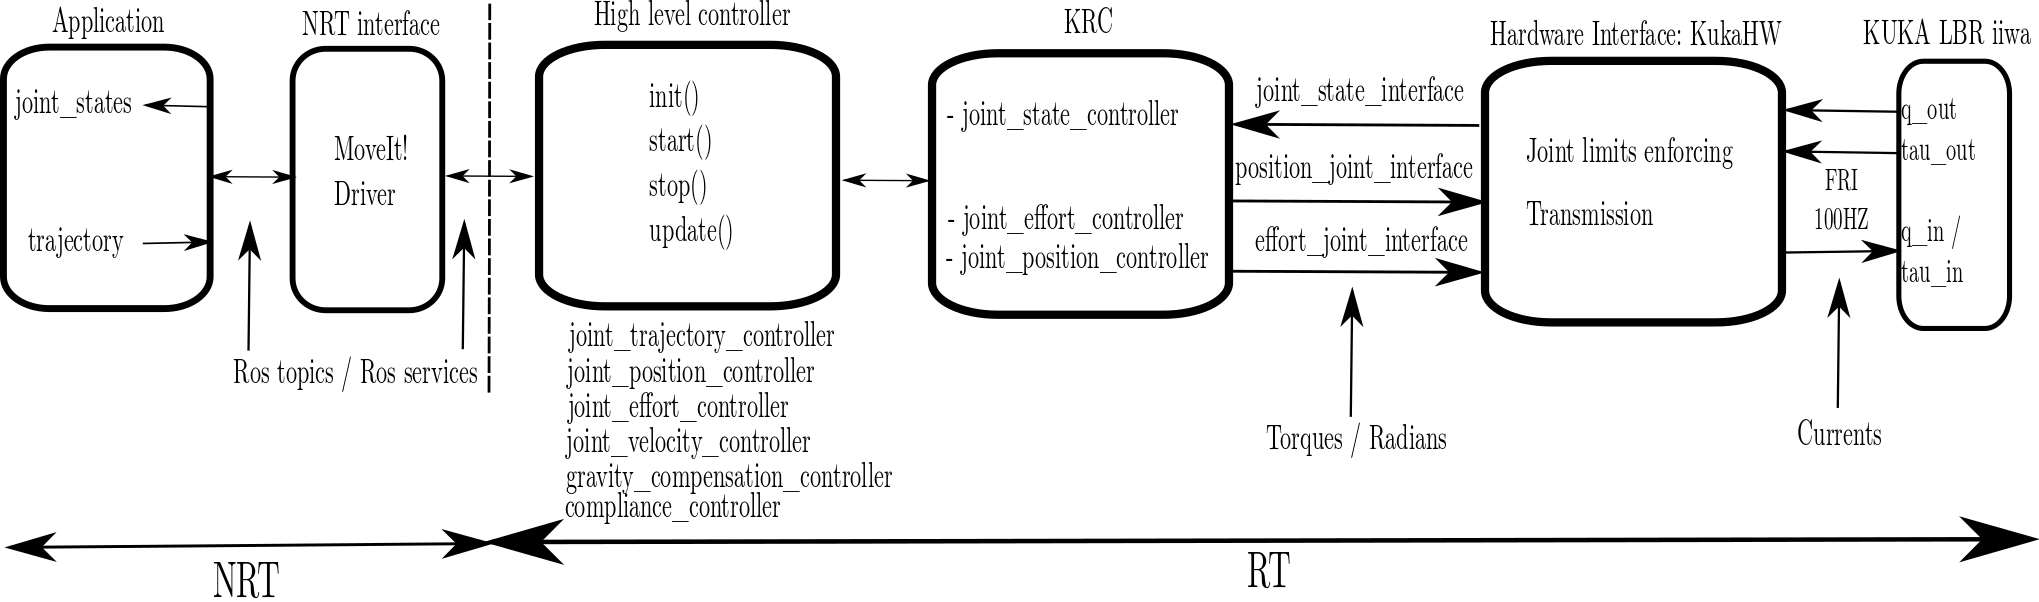 Application
joint_states
trajectory
NRT interface
MoveIt!
Driver
Ros topics / Ros services
High level controller
init()
start()
stop()
update()
joint_trajectory_controller
joint_position_controller
joint_effort_controller
joint_velocity_controller
gravity_compensation_controller
compliance_controller
KRC
- joint_state_controller
- joint_effort_controller
- joint_position_controller
joint_state_interface
position_joint_interface
effort_joint_interface
Torques / Radians
Hardware Interface: KukaHW
Joint limits enforcing
Transmission
FRI
100HZ
Currents
KUKA LBR iiwa
q_out
tau_out
q_in /
tau_in
NRT
RT